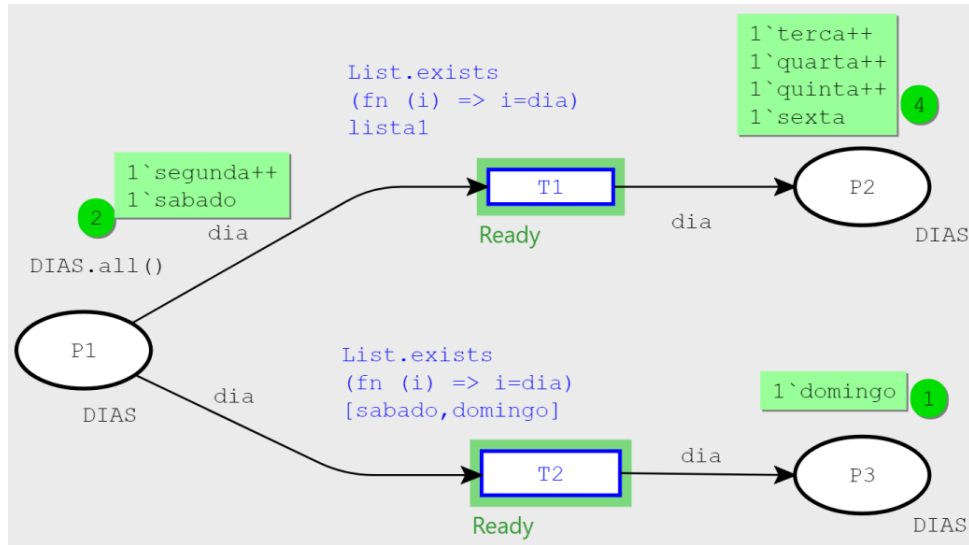 1`terca++
1`quarta++
1`quinta++
1`sexta
4
List.exists
(fn (i) => i=dia)
lista1
1`segunda++
1`sabado
2
dia
T1
P2
Ready
dia
DIAS
DIAS.all()
P1
DIAS
dia
List.exists
(fn (i) => i=dia)
[sabado,domingo]
1`domingo
1
T2
dia
P3
Ready
DIAS